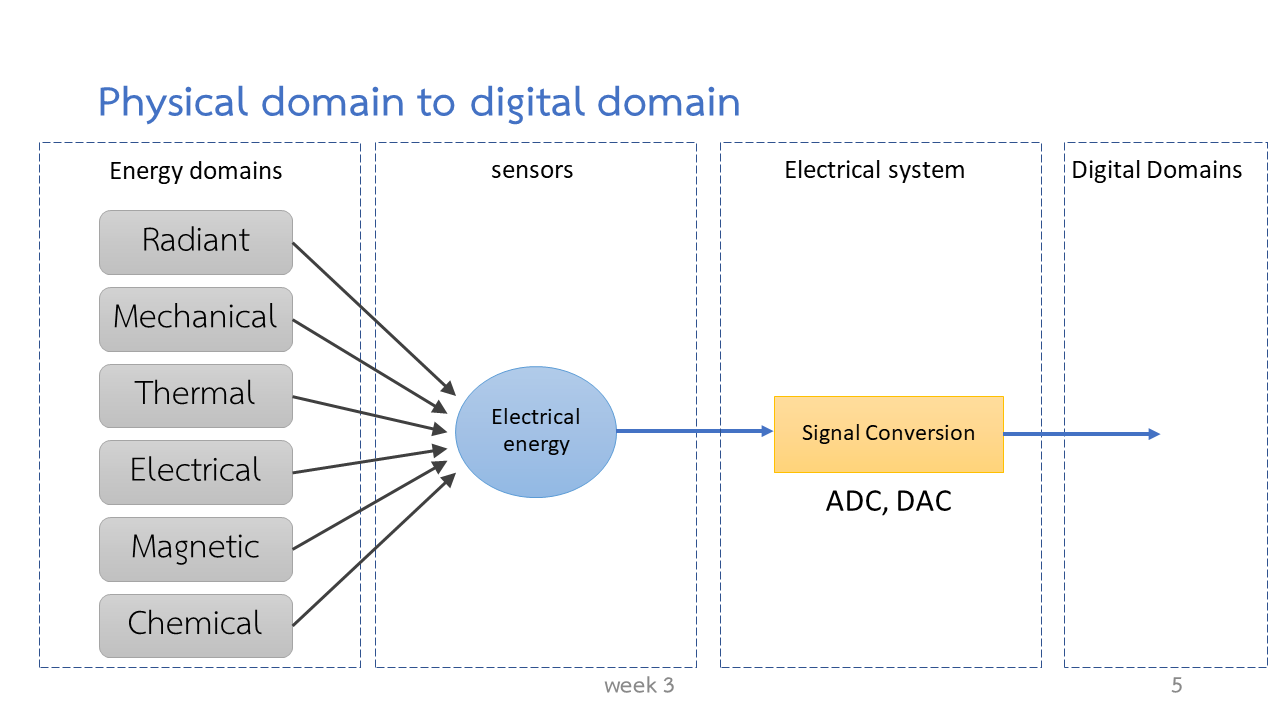 Physical domain to digital domain
Energy domains
sensors
Electrical system
Digital Domains
Radiant
Mechanical
Thermal
Electrical
Magnetic
Chemical
Electrical
energy
Signal Conversion
ADC, DAC
week 3
5